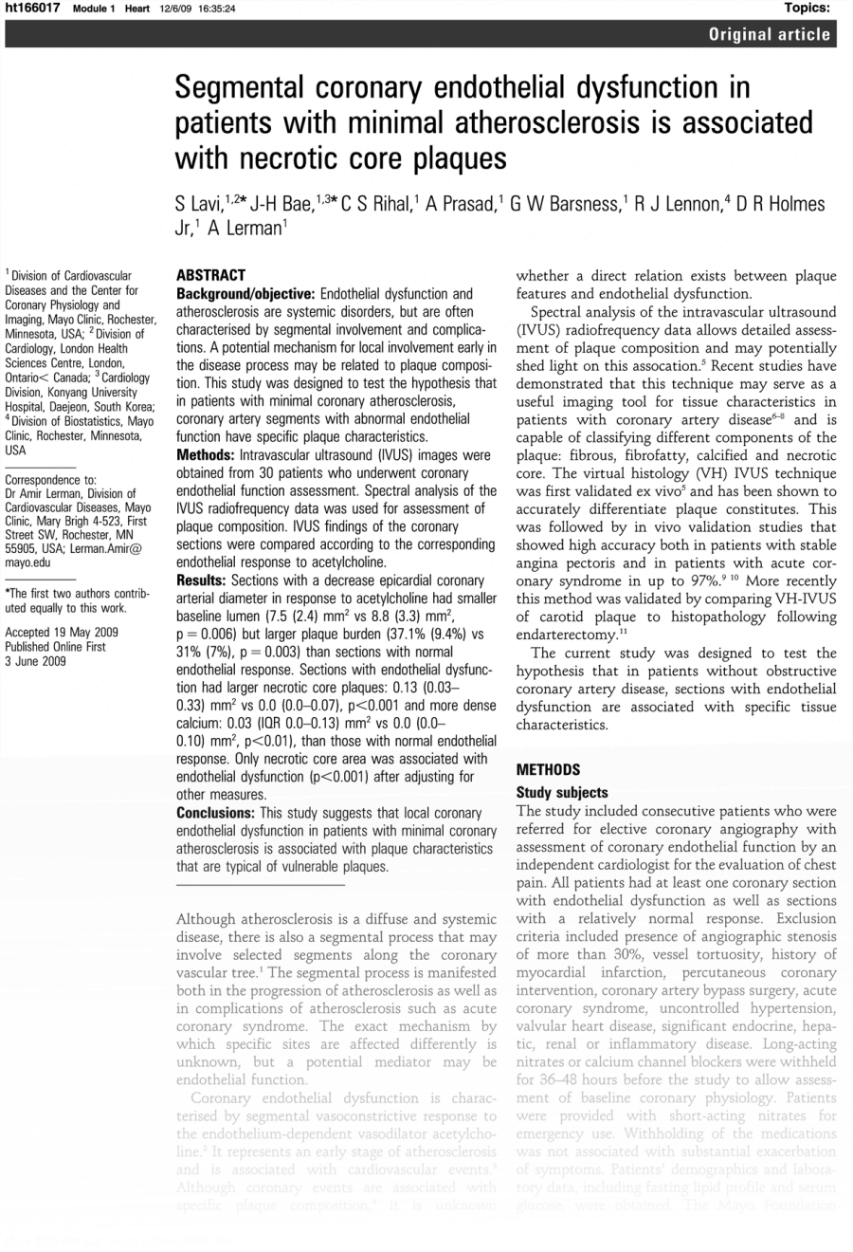 ht166017 Module 1 Heart 12/6/09 16:35:24
Topics:
Original article
Segmental coronary endothelial dysfunction in
patients with minimal atherosclerosis is associated
with necrotic core plaques
S Lavi,1,2* J-H Bae,1,3* C S Rihal,1 A Prasad,1 G W Barsness,1 R J Lennon,4 D R Holmes
Jr,1 A Lerman1
1 Division of Cardiovascular
Diseases and the Center for
Coronary Physiology and
Imaging, Mayo Clinic, Rochester,
Minnesota, USA; 2 Division of
Cardiology, London Health
Sciences Centre, London,
Ontario< Canada; 3 Cardiology
Division, Konyang University
Hospital, Daejeon, South Korea;
4 Division of Biostatistics, Mayo
Clinic, Rochester, Minnesota,
USA
Correspondence to:
Dr Amir Lerman, Division of
Cardiovascular Diseases, Mayo
Clinic, Mary Brigh 4-523, First
Street SW, Rochester, MN
55905, USA; Lerman.Amir@
mayo.edu
*The first two authors contrib-
uted equally to this work.
Accepted 19 May 2009
Published Online First
3 June 2009
ABSTRACT
Background/objective: Endothelial dysfunction and
atherosclerosis are systemic disorders, but are often
characterised by segmental involvement and complica-
tions. A potential mechanism for local involvement early in
the disease process may be related to plaque composi-
tion. This study was designed to test the hypothesis that
in patients with minimal coronary atherosclerosis,
coronary artery segments with abnormal endothelial
function have specific plaque characteristics.
Methods: Intravascular ultrasound (IVUS) images were
obtained from 30 patients who underwent coronary
endothelial function assessment. Spectral analysis of the
IVUS radiofrequency data was used for assessment of
plaque composition. IVUS findings of the coronary
sections were compared according to the corresponding
endothelial response to acetylcholine.
Results: Sections with a decrease epicardial coronary
arterial diameter in response to acetylcholine had smaller
baseline lumen (7.5 (2.4) mm² vs 8.8 (3.3) mm²,
p = 0.006) but larger plaque burden (37.1% (9.4%) vs
31% (7%), p = 0.003) than sections with normal
endothelial response. Sections with endothelial dysfunc-
tion had larger necrotic core plaques: 0.13 (0.03–
0.33) mm² vs 0.0 (0.0–0.07), p<0.001 and more dense
calcium: 0.03 (IQR 0.0–0.13) mm² vs 0.0 (0.0–
0.10) mm², p<0.01), than those with normal endothelial
response. Only necrotic core area was associated with
endothelial dysfunction (p<0.001) after adjusting for
other measures.
Conclusions: This study suggests that local coronary
endothelial dysfunction in patients with minimal coronary
atherosclerosis is associated with plaque characteristics
that are typical of vulnerable plaques.
Although atherosclerosis is a diffuse and systemic
disease, there is also a segmental process that may
involve selected segments along the coronary
vascular tree.1 The segmental process is manifested
both in the progression of atherosclerosis as well as
in complications of atherosclerosis such as acute
coronary syndrome. The exact mechanism by
which specific sites are affected differently is
unknown, but a potential mediator may be
endothelial function.
Coronary endothelial dysfunction is charac-
terised by segmental vasoconstrictive response to
the endothelium-dependent vasodilator acetylcho-
line.2 It represents an early stage of atherosclerosis
and is associated with cardiovascular events.3
Although coronary events are associated with
specific plaque composition,4 it is unknown
whether a direct relation exists between plaque
features and endothelial dysfunction.
Spectral analysis of the intravascular ultrasound
(IVUS) radiofrequency data allows detailed assess-
ment of plaque composition and may potentially
shed light on this assocation.5 Recent studies have
demonstrated that this technique may serve as a
useful imaging tool for tissue characteristics in
patients with coronary artery disease6–8 and is
capable of classifying different components of the
plaque: fibrous, fibrofatty, calcified and necrotic
core. The virtual histology (VH) IVUS technique
was first validated ex vivo5 and has been shown to
accurately differentiate plaque constitutes. This
was followed by in vivo validation studies that
showed high accuracy both in patients with stable
angina pectoris and in patients with acute cor-
onary syndrome in up to 97%.9 10 More recently
this method was validated by comparing VH-IVUS
of carotid plaque to histopathology following
endarterectomy.11
The current study was designed to test the
hypothesis that in patients without obstructive
coronary artery disease, sections with endothelial
dysfunction are associated with specific tissue
characteristics.
METHODS
Study subjects
The study included consecutive patients who were
referred for elective coronary angiography with
assessment of coronary endothelial function by an
independent cardiologist for the evaluation of chest
pain. All patients had at least one coronary section
with endothelial dysfunction as well as sections
with a relatively normal response. Exclusion
criteria included presence of angiographic stenosis
of more than 30%, vessel tortuosity, history of
myocardial infarction, percutaneous coronary
intervention, coronary artery bypass surgery, acute
coronary syndrome, uncontrolled hypertension,
valvular heart disease, significant endocrine, hepa-
tic, renal or inflammatory disease. Long-acting
nitrates or calcium channel blockers were withheld
for 36–48 hours before the study to allow assess-
ment of baseline coronary physiology. Patients
were provided with short-acting nitrates for
emergency use. Withholding of the medications
was not associated with substantial exacerbation
of symptoms. Patients' demographics and labora-
tory data, including fasting lipid profile and serum
glucose, were obtained. The Mayo Foundation